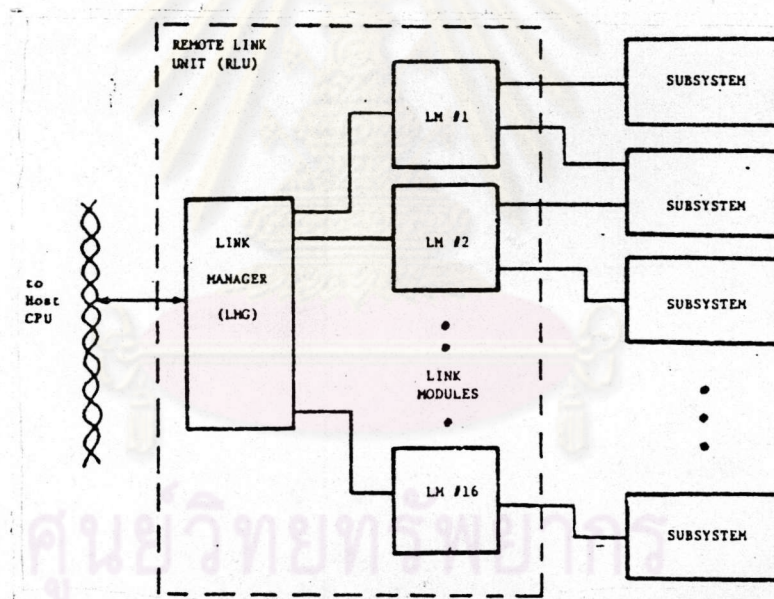 REMOTE LINK
UNIT (RLU)
LM #1
SUBSYSTEM
SUBSYSTEM
LINK
MANAGER
(LMG)
LM #2
to
Host
CPU
SUBSYSTEM
LINK
MODULES
LM #16
SUBSYSTEM
ศูนย์วิทยทรัพยากร